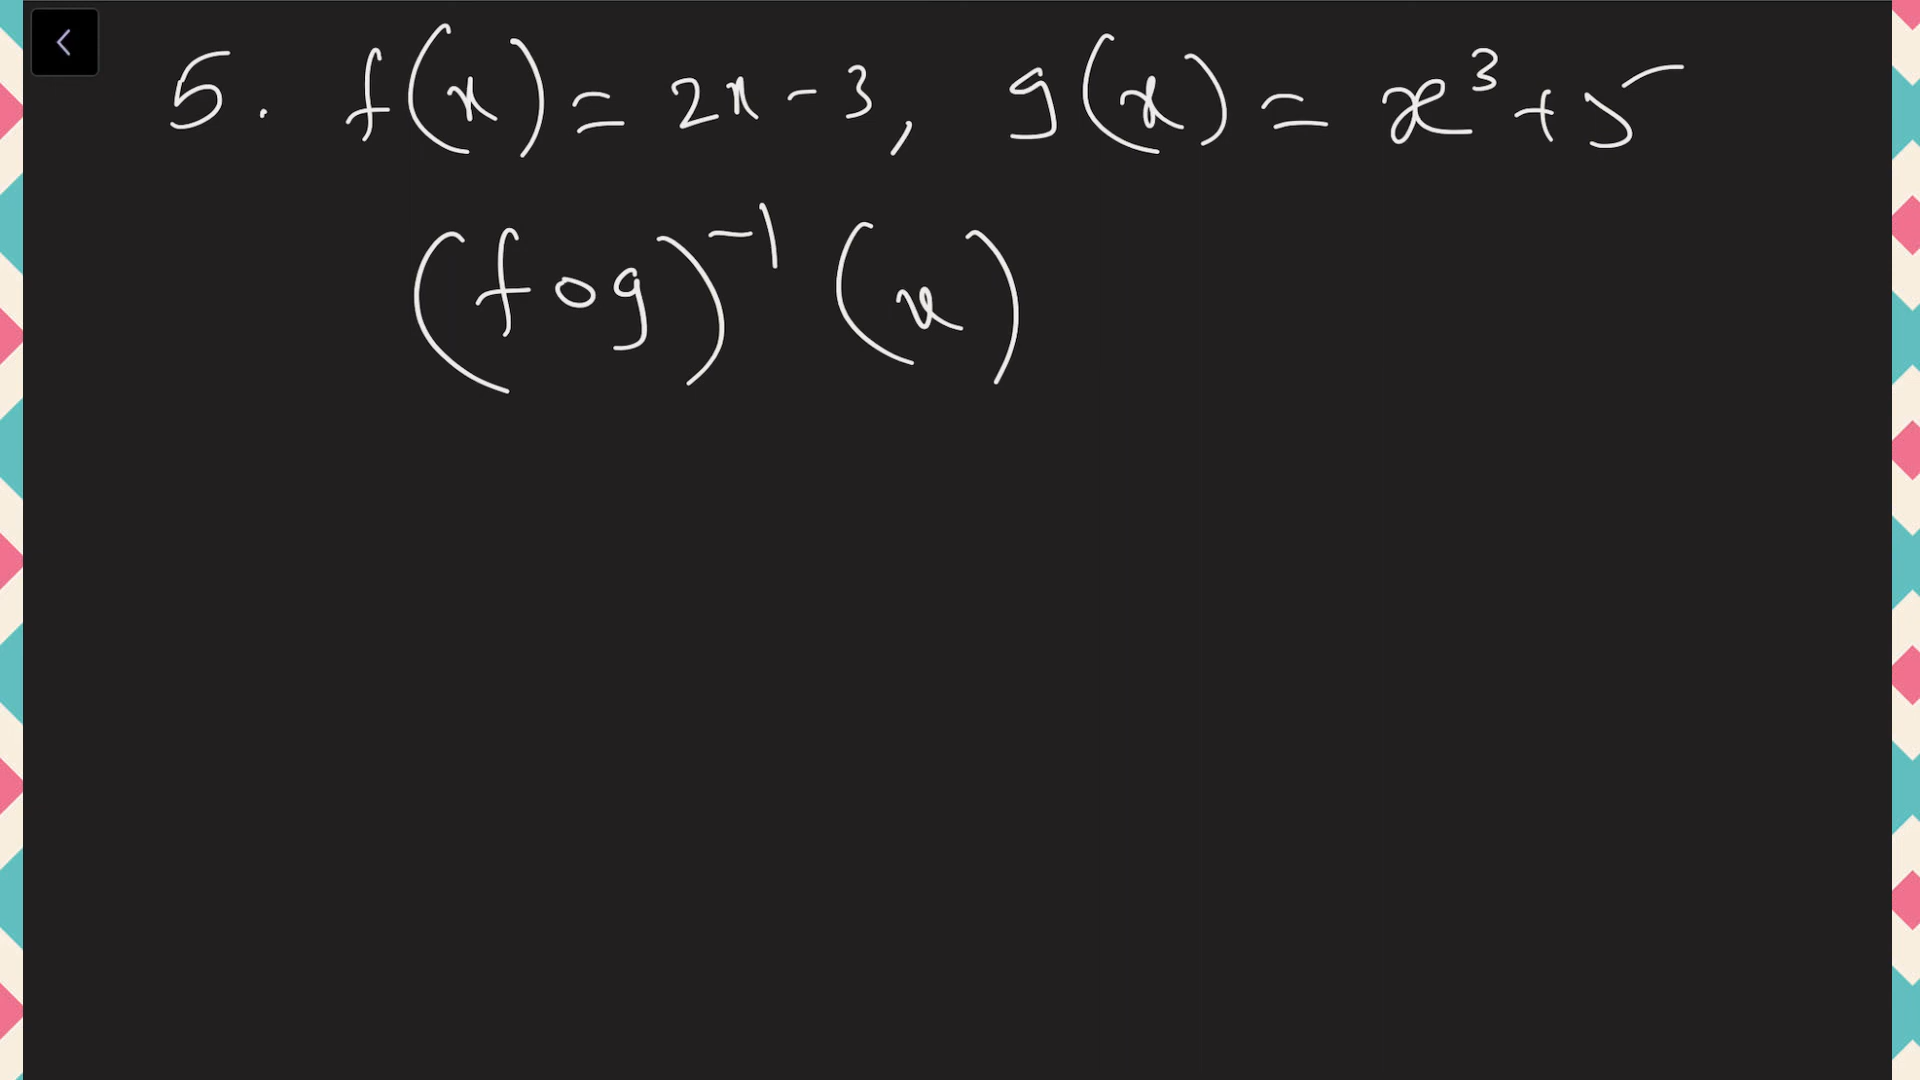 5. f(x) = 2x - 3, g(x) = x³ + 5
(fog)⁻¹ (x)